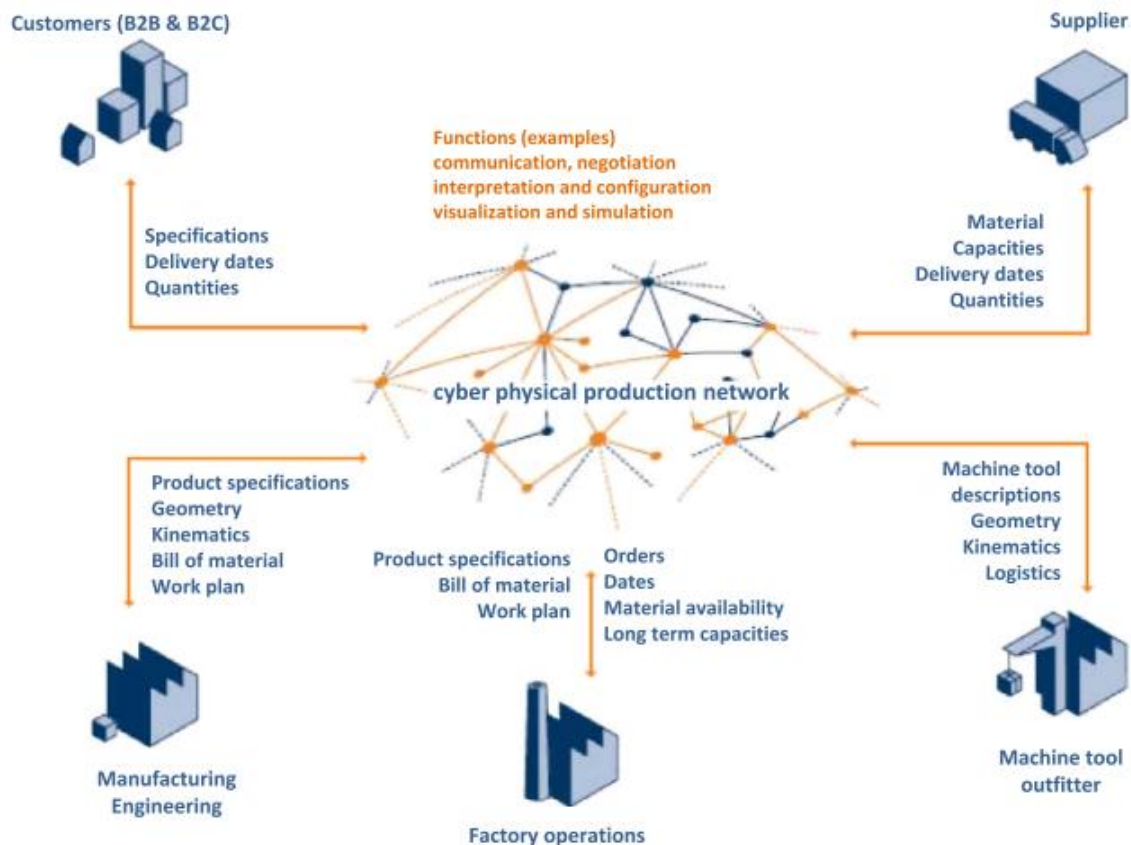 Customers (B2B & B2C)
Supplier
Functions (examples)
communication, negotiation
interpretation and configuration
visualization and simulation
Specifications
Delivery dates
Quantities
Material
Capacities
Delivery dates
Quantities
cyber physical production network
Product specifications
Geometry
Kinematics
Bill of material
Work plan
Product specifications
Bill of material
Work plan
Orders
Dates
Material availability
Long term capacities
Machine tool
descriptions
Geometry
Kinematics
Logistics
Manufacturing
Engineering
Factory operations
Machine tool
outfitter